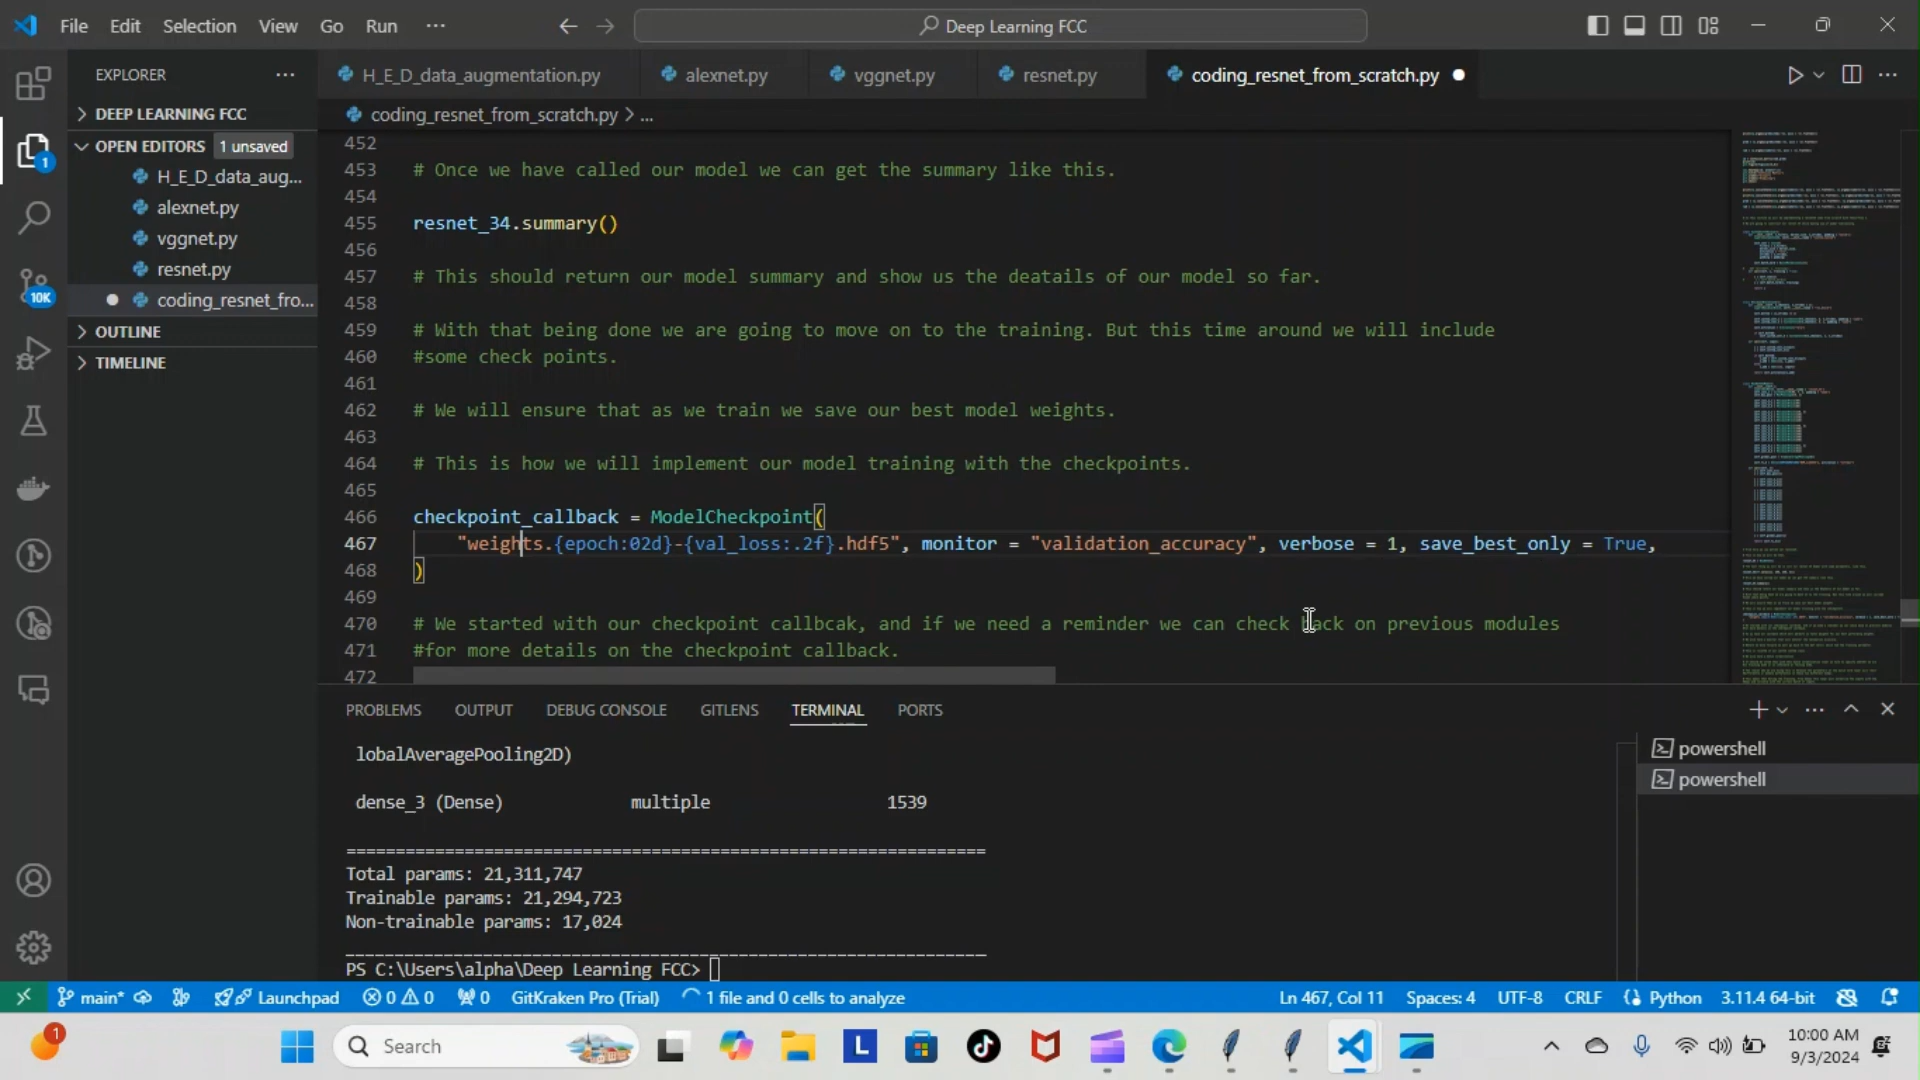 File Edit Selection View Go Run ··· Deep Learning FCC
EXPLORER ···
H_E_D_data_augmentation.py alexnet.py vggnet.py resnet.py coding_resnet_from_scratch.py
DEEP LEARNING FCC
coding_resnet_from_scratch.py > ...
OPEN EDITORS 1 unsaved
H_E_D_data_aug...
alexnet.py
vggnet.py
resnet.py
coding_resnet_fro...
OUTLINE
TIMELINE
1
10K
452
453 # Once we have called our model we can get the summary like this.
454
455 resnet_34.summary()
456
457 # This should return our model summary and show us the deatails of our model so far.
458
459 # With that being done we are going to move on to the training. But this time around we will include
460 #some check points.
461
462 # We will ensure that as we train we save our best model weights.
463
464 # This is how we will implement our model training with the checkpoints.
465
466 checkpoint_callback = ModelCheckpoint(
467 "weights.{epoch:02d}-{val_loss:.2f}.hdf5", monitor = "validation_accuracy", verbose = 1, save_best_only = True,
468 )
469
470 # We started with our checkpoint callbcak, and if we need a reminder we can check back on previous modules
471 #for more details on the checkpoint callback.
472
PROBLEMS OUTPUT DEBUG CONSOLE GITLENS TERMINAL PORTS
lobalAveragePooling2D)
dense_3 (Dense) multiple 1539
=================================================================
Total params: 21,311,747
Trainable params: 21,294,723
Non-trainable params: 17,024
_________________________________________________________________
PS C:\Users\alpha\Deep Learning FCC>
powershell
powershell
main* Launchpad 0 0 0 GitKraken Pro (Trial) 1 file and 0 cells to analyze Ln 467, Col 11 Spaces: 4 UTF-8 CRLF Python 3.11.4 64-bit
1 Search L 10:00 AM
9/3/2024